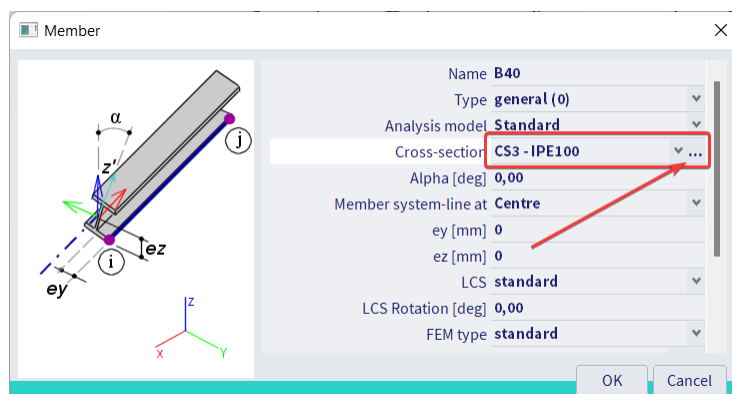 Member
Name B40
Type general (0)
Analysis model Standard
Cross-section CS3 - IPE100 ...
Alpha [deg] 0,00
Member system-line at Centre
ey [mm] 0
ez [mm] 0
LCS standard
LCS Rotation [deg] 0,00
FEM type standard
α
j
z'
ez
i
ey
z
x
Y
OK Cancel